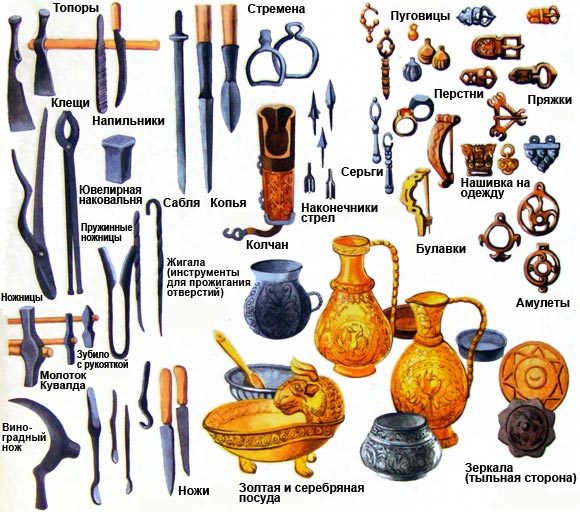 Топоры
Стремена
Пуговицы
Клещи
Напильники
Перстни
Пряжки
Ювелирная
наковальня
Сабля
Копья
Наконечники
стрел
Серьги
Нашивка на
одежду
Колчан
Булавки
Пружинные
ножницы
Жигала
(инструменты
для прожигания
отверстий)
Амулеты
Ножницы
Зубило
с рукояткой
Молоток
Кувалда
Вино-
градный
нож
Ножи
Золтая и серебряная
посуда
Зеркала
(тыльная сторона)